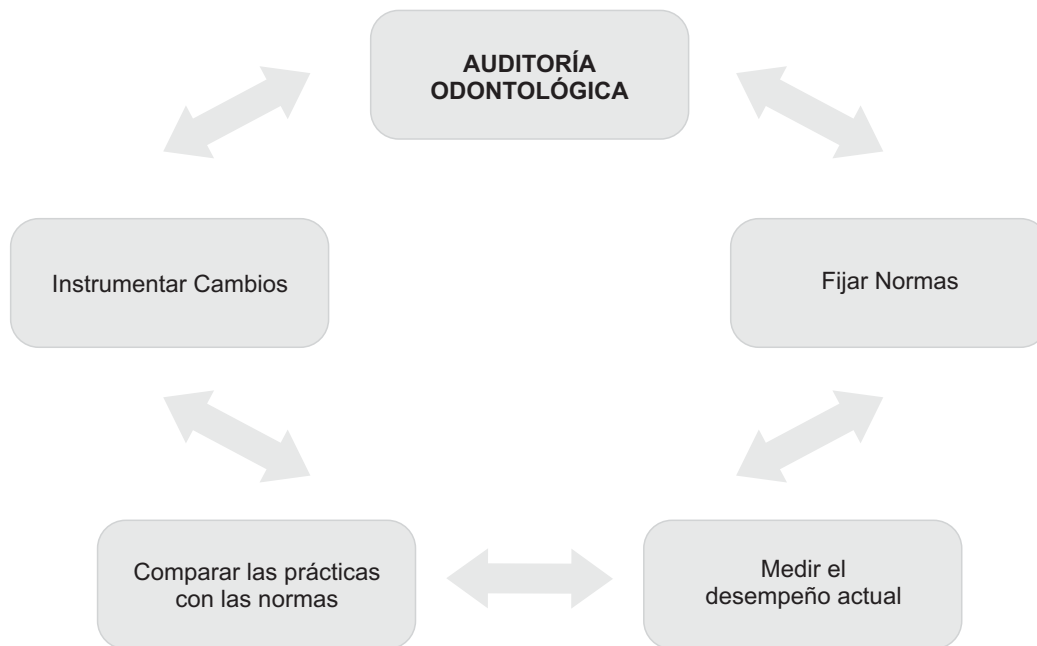 AUDITORÍA
ODONTOLÓGICA
Instrumentar Cambios
Fijar Normas
Comparar las prácticas
con las normas
Medir el
desempeño actual